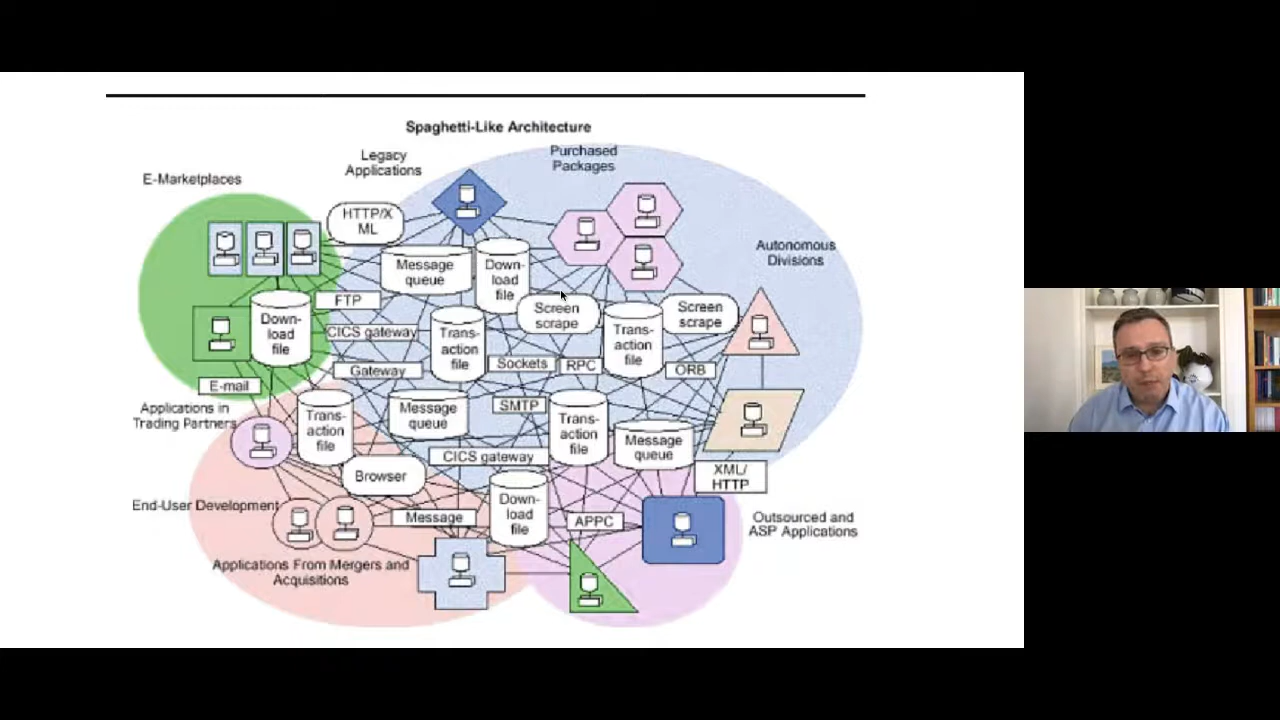 Spaghetti-Like Architecture
Legacy
Applications
Purchased
Packages
E-Marketplaces
HTTP/X
ML
Autonomous
Divisions
Message
queue
Down-
load
file
FTP
Down-
load
file
Screen
scrape
Screen
scrape
CICS gateway
Trans-
action
file
Trans-
action
file
Gateway
Sockets
RPC
ORB
E-mail
Applications in
Trading Partners
Trans-
action
file
Message
queue
SMTP
Trans-
action
file
Message
queue
CICS gateway
Browser
XML/
HTTP
End-User Development
Message
Down-
load
file
APPC
Outsourced and
ASP Applications
Applications From Mergers and
Acquisitions